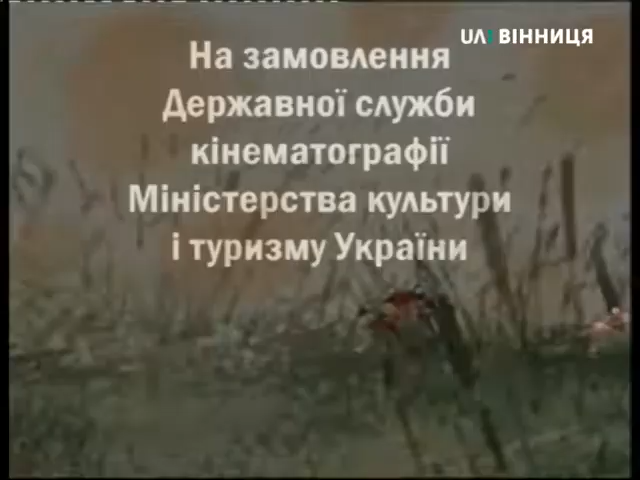 UA: ВІННИЦЯ
На замовлення
Державної служби
кінематографії
Міністерства культури
і туризму України